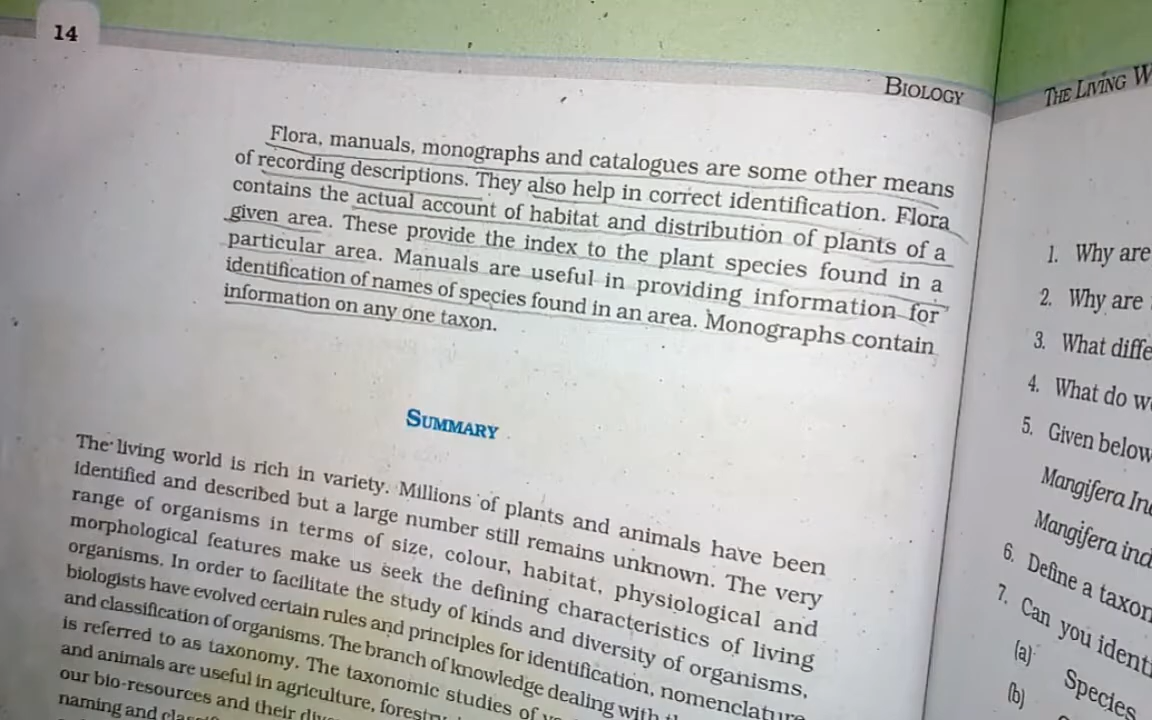 14
BIOLOGY
Flora, manuals, monographs and catalogues are some other means
of recording descriptions. They also help in correct identification. Flora
contains the actual account of habitat and distribution of plants of a
given area. These provide the index to the plant species found in a
particular area. Manuals are useful in providing information for
identification of names of species found in an area. Monographs contain
information on any one taxon.
SUMMARY
The living world is rich in variety. Millions of plants and animals have been
identified and described but a large number still remains unknown. The very
range of organisms in terms of size, colour, habitat, physiological and
morphological features make us seek the defining characteristics of living
organisms. In order to facilitate the study of kinds and diversity of organisms,
biologists have evolved certain rules and principles for identification, nomenclature
and classification of organisms. The branch of knowledge dealing with
is referred to as taxonomy. The taxonomic studies of
and animals are useful in agriculture, forestry,
our bio-resources and their
naming and
THE LIVING W
1. Why are
2. Why are
3. What diffe
4. What do w
5. Given below
Mangifera In
Mangifera ind
6. Define a taxon
7. Can you identi
(a) Species
(b)